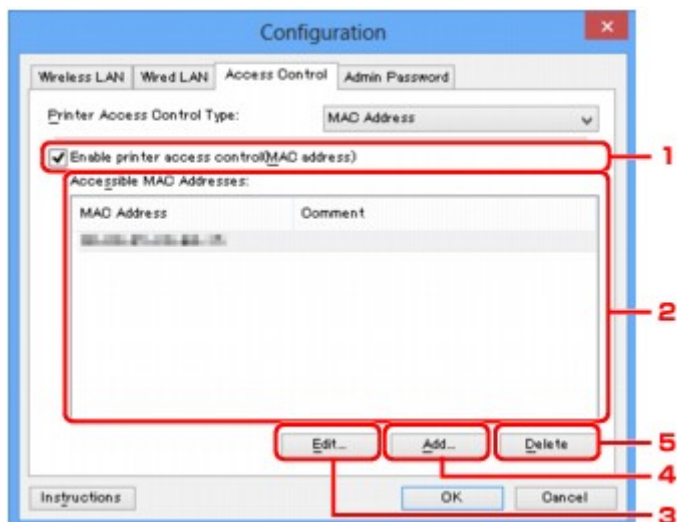 Configuration
Wireless LAN Wired LAN Access Control Admin Password
Printer Access Control Type: MAC Address
Enable printer access control(MAC address) 1
Accessible MAC Addresses:
MAC Address Comment
2
Edit... Add... Delete 5
4
Instructions OK Cancel
3